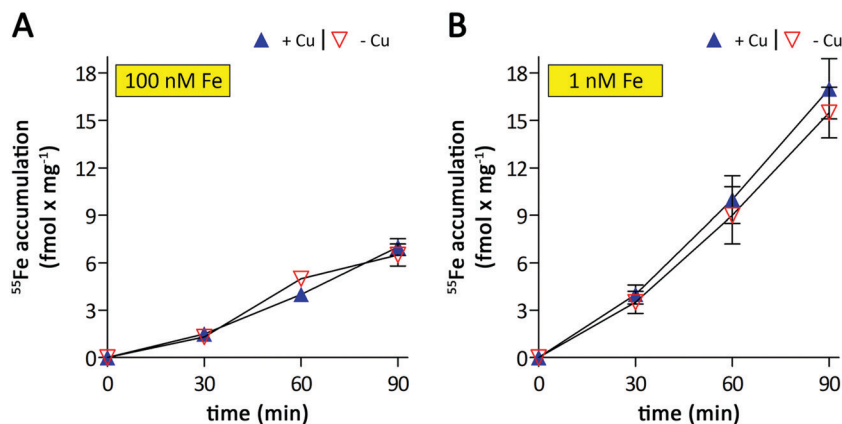 A
▲ + Cu | ▽ - Cu
100 nM Fe
⁵⁵Fe accumulation
(fmol x mg⁻¹)
18
15
12
9
6
3
0
0 30 60 90
time (min)
B
▲ + Cu | ▽ - Cu
1 nM Fe
⁵⁵Fe accumulation
(fmol x mg⁻¹)
18
15
12
9
6
3
0
0 30 60 90
time (min)